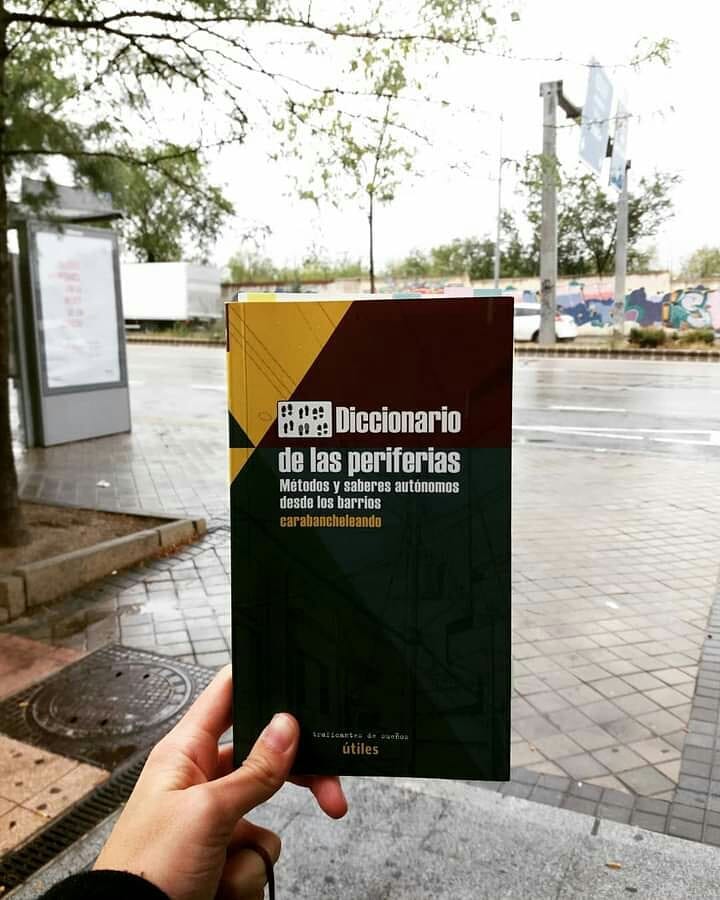 Diccionario
de las periferias
Métodos y saberes autónomos
desde los barrios
carabancheleando
traficantes de sueños
útiles